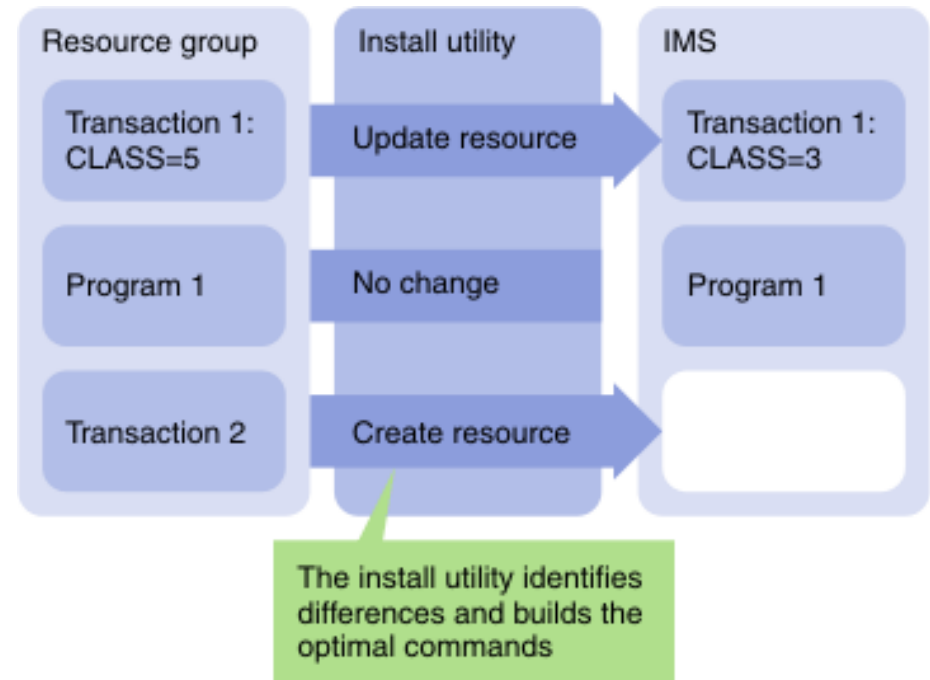 Resource group
Install utility
IMS
Transaction 1:
CLASS=5
Update resource
Transaction 1:
CLASS=3
Program 1
No change
Program 1
Transaction 2
Create resource
The install utility identifies
differences and builds the
optimal commands